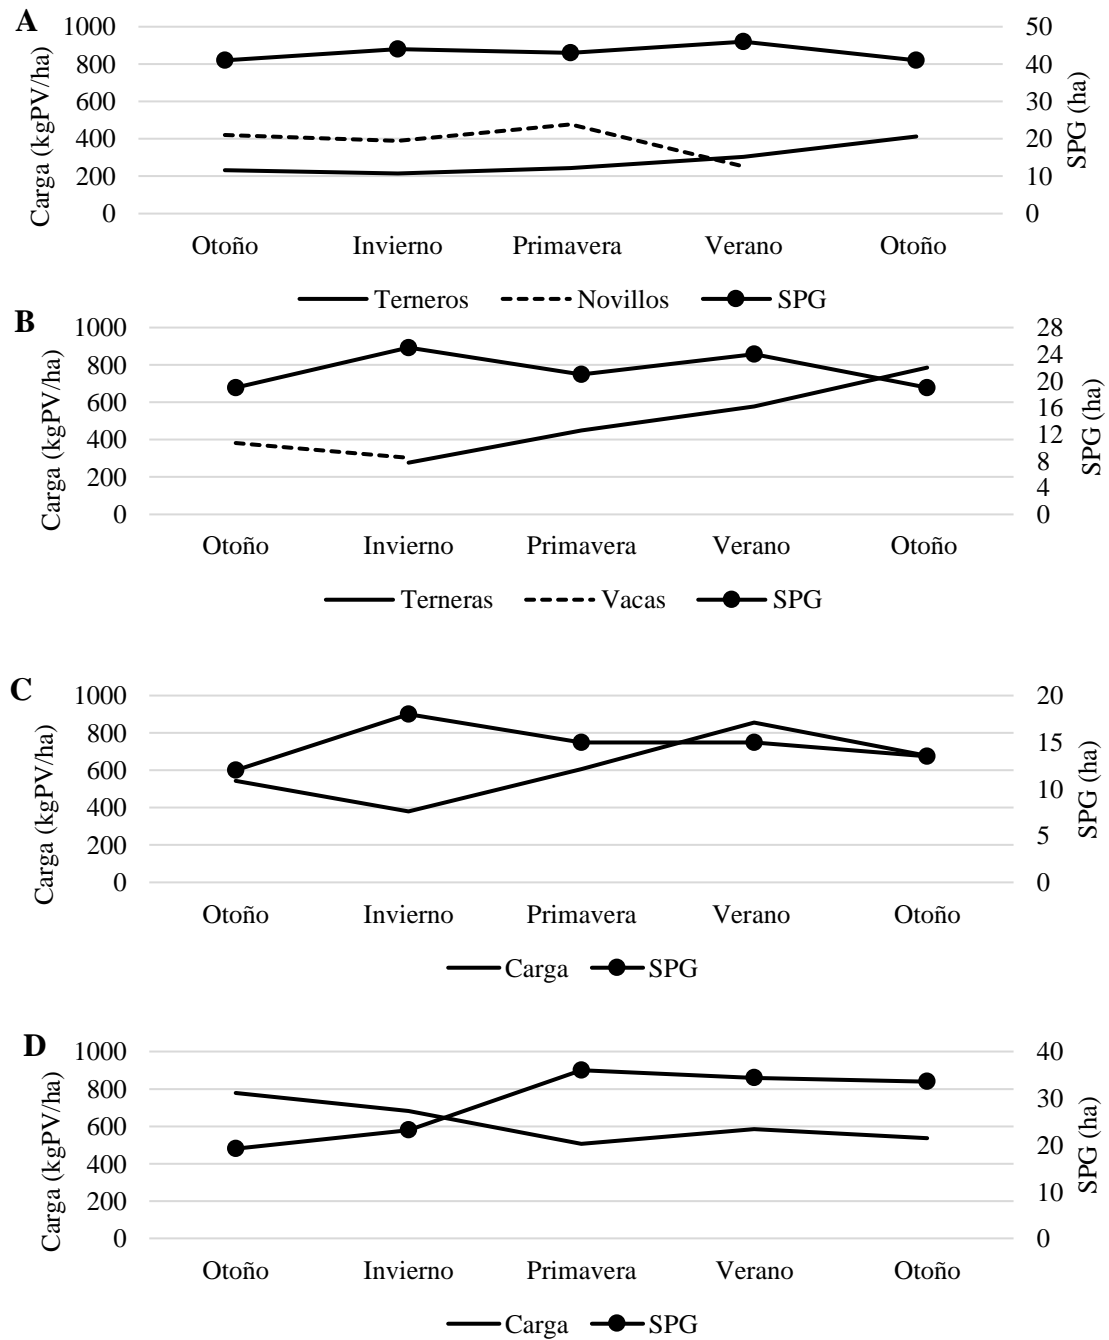 A
1000
800
600
400
200
0
Carga (kgPV/ha)
50
40
30
20
10
0
SPG (ha)
Otoño Invierno Primavera Verano Otoño
Terneros Novillos SPG
B
1000
800
600
400
200
0
Carga (kgPV/ha)
28
24
20
16
12
8
4
0
SPG (ha)
Otoño Invierno Primavera Verano Otoño
Terneras Vacas SPG
C
1000
800
600
400
200
0
Carga (kgPV/ha)
20
15
10
5
0
SPG (ha)
Otoño Invierno Primavera Verano Otoño
Carga SPG
D
1000
800
600
400
200
0
Carga (kgPV/ha)
40
30
20
10
0
SPG (ha)
Otoño Invierno Primavera Verano Otoño
Carga SPG